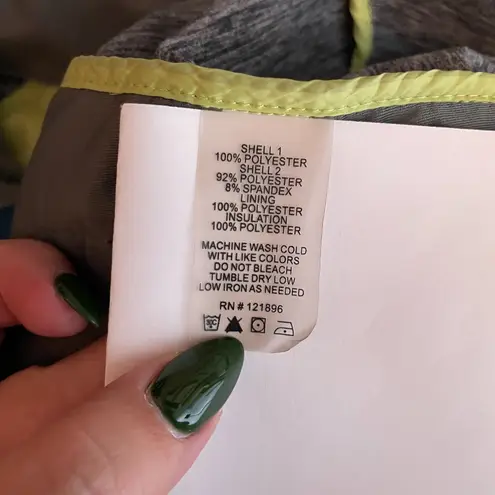 SHELL 1
100% POLYESTER
SHELL 2
92% POLYESTER
8% SPANDEX
LINING
100% POLYESTER
INSULATION
100% POLYESTER
MACHINE WASH COLD
WITH LIKE COLORS
DO NOT BLEACH
TUMBLE DRY LOW
LOW IRON AS NEEDED
RN # 121896
30C